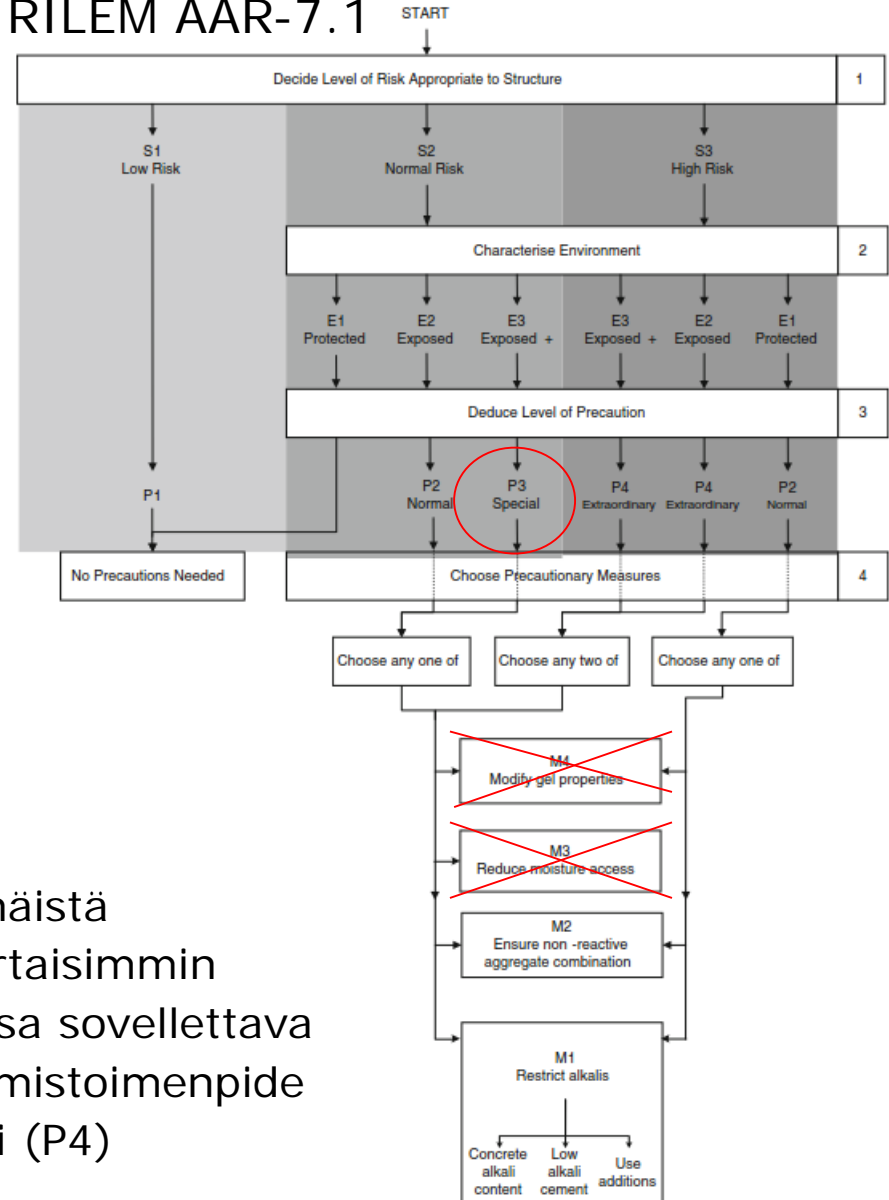 RILEM AAR-7.1
START
Decide Level of Risk Appropriate to Structure
1
S1
Low Risk
S2
Normal Risk
S3
High Risk
Characterise Environment
2
E1
Protected
E2
Exposed
E3
Exposed +
E3
Exposed +
E2
Exposed
E1
Protected
Deduce Level of Precaution
3
P1
P2
Normal
P3
Special
P4
Extraordinary
P4
Extraordinary
P2
Normal
No Precautions Needed
Choose Precautionary Measures
4
Choose any one of
Choose any two of
Choose any one of
M4
Modify gel properties
M3
Reduce moisture access
M2
Ensure non -reactive
aggregate combination
M1
Restrict alkalis
Concrete
alkali
content
Low
alkali
cement
Use
additions
näistä
rtaisimmin
sa sovellettava
mistoimenpide
i (P4)